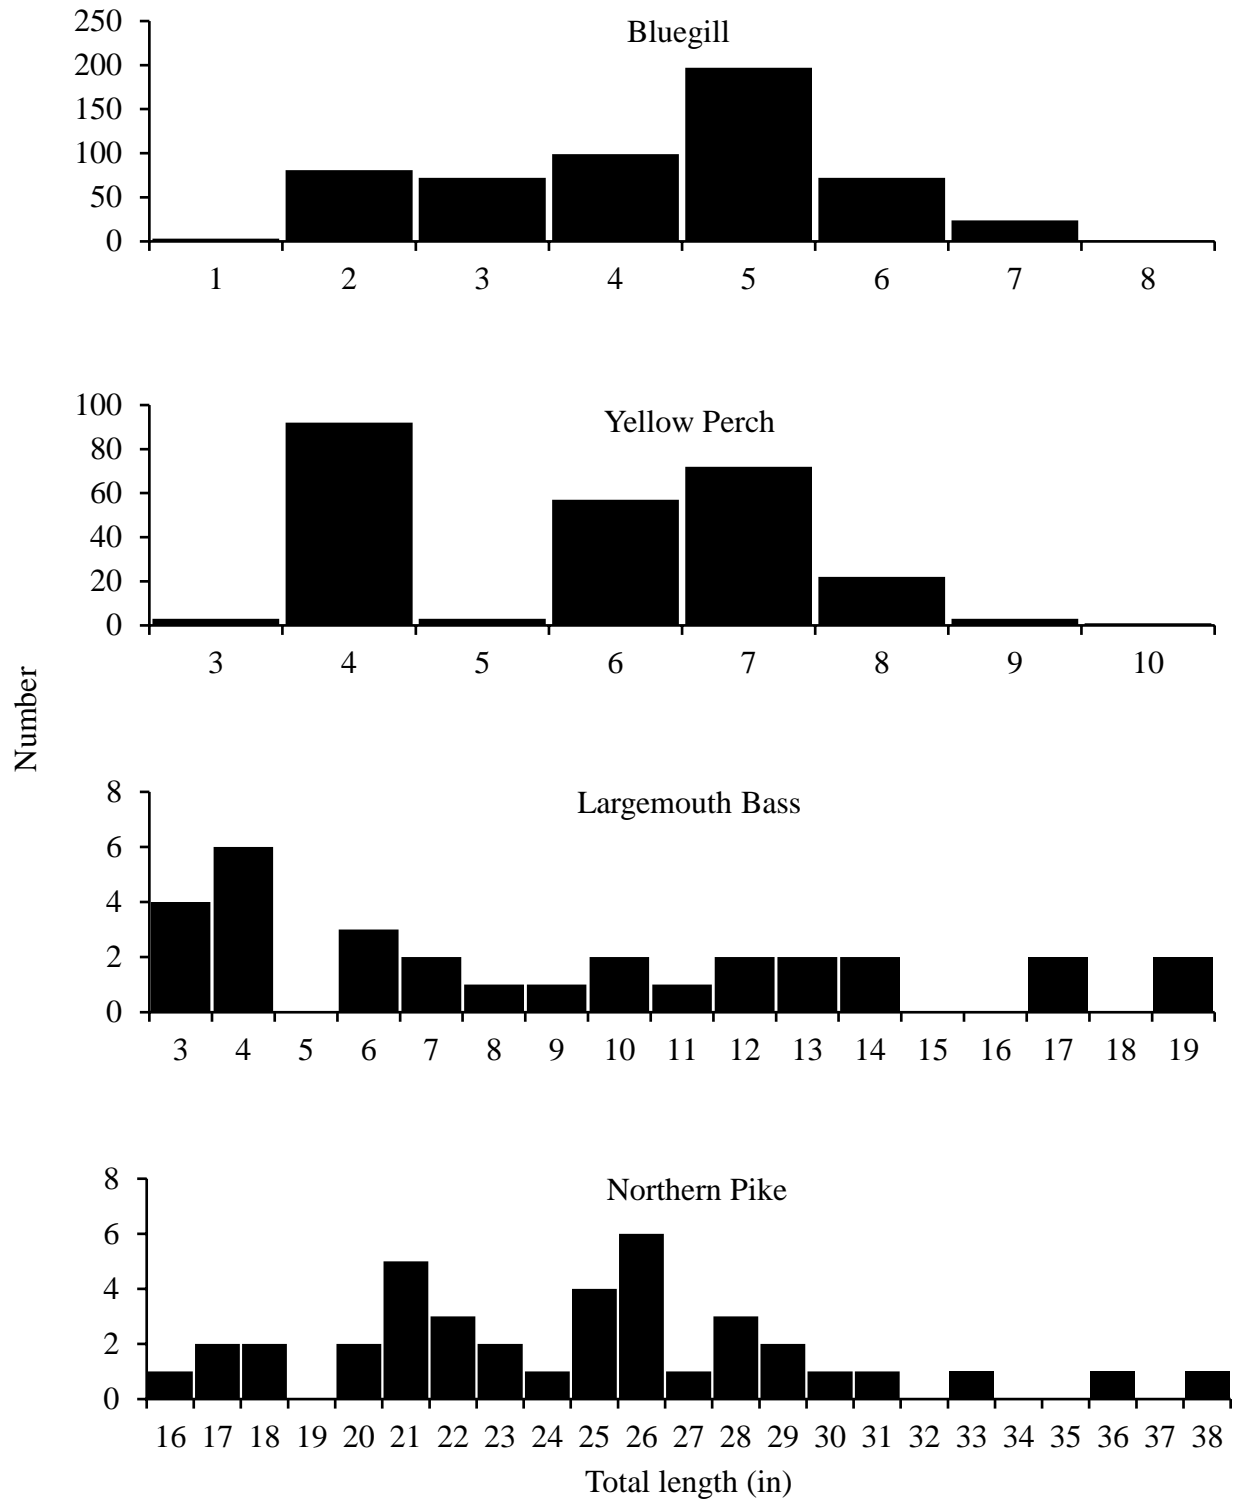 Bluegill
250
200
150
100
50
0
1 2 3 4 5 6 7 8
Yellow Perch
100
80
60
40
20
0
3 4 5 6 7 8 9 10
Number
Largemouth Bass
8
6
4
2
0
3 4 5 6 7 8 9 10 11 12 13 14 15 16 17 18 19
Northern Pike
8
6
4
2
0
16 17 18 19 20 21 22 23 24 25 26 27 28 29 30 31 32 33 34 35 36 37 38
Total length (in)